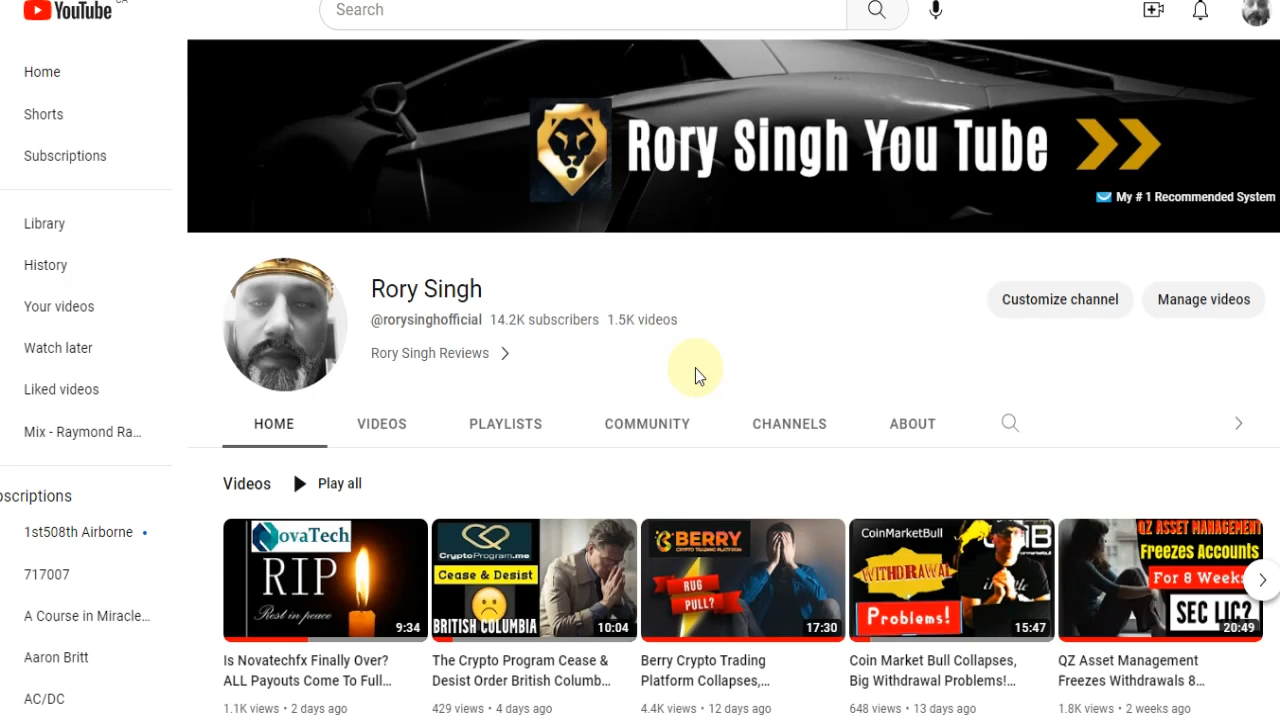 YouTube
CA
Search
Home
Shorts
Subscriptions
Library
History
Your videos
Watch later
Liked videos
Mix - Raymond Ra...
bscriptions
1st508th Airborne
717007
A Course in Miracle...
Aaron Britt
AC/DC
Rory Singh You Tube
My # 1 Recommended System
Rory Singh
@rorysinghofficial 14.2K subscribers 1.5K videos
Rory Singh Reviews
Customize channel
Manage videos
HOME
VIDEOS
PLAYLISTS
COMMUNITY
CHANNELS
ABOUT
Videos
Play all
NovaTech
RIP
Rest in peace
9:34
Is Novatechfx Finally Over?
ALL Payouts Come To Full...
1.1K views • 2 days ago
CryptoProgram.me
Cease & Desist
BRITISH COLUMBIA
10:04
The Crypto Program Cease &
Desist Order British Columb...
429 views • 4 days ago
BERRY
CRYPTO TRADING PLATFORM
RUG
PULL?
17:30
Berry Crypto Trading
Platform Collapses,...
4.4K views • 12 days ago
CoinMarketBull
WITHDRAWAL
Problems!
15:47
Coin Market Bull Collapses,
Big Withdrawal Problems!...
648 views • 13 days ago
QZ ASSET MANAGEMENT
Freezes Accounts
For 8 Weeks
SEC LIC?
20:49
QZ Asset Management
Freezes Withdrawals 8...
1.8K views • 2 weeks ago